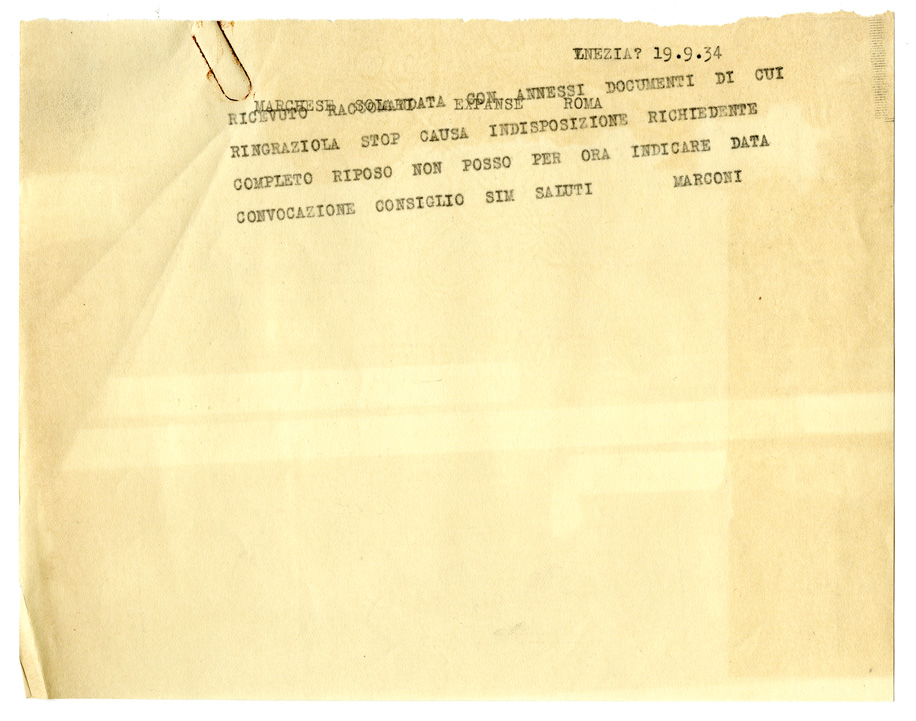 VNEZIA? 19.9.34
MARCHESE SOLARI EXPANSE ROMA
RICEVUTO RACCOMANDATA CON ANNESSI DOCUMENTI DI CUI
RINGRAZIOLA STOP CAUSA INDISPOSIZIONE RICHIEDENTE
COMPLETO RIPOSO NON POSSO PER ORA INDICARE DATA
CONVOCAZIONE CONSIGLIO SIM SALUTI MARCONI